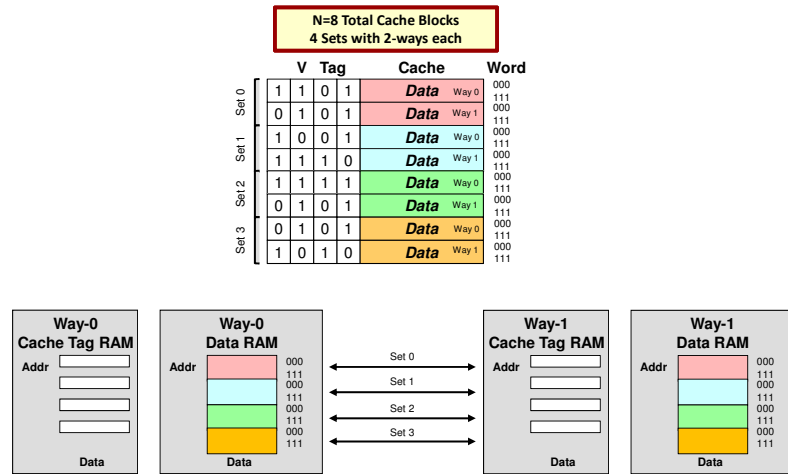 N=8 Total Cache Blocks
4 Sets with 2-ways each
V Tag Cache Word
Set 0
1 1 0 1 Data Way 0 000
111
0 1 0 1 Data Way 1 000
111
Set 1
1 0 0 1 Data Way 0 000
111
1 1 1 0 Data Way 1 000
111
Set 2
1 1 1 1 Data Way 0 000
111
0 1 0 1 Data Way 1 000
111
Set 3
0 1 0 1 Data Way 0 000
111
1 0 1 0 Data Way 1 000
111
Way-0
Cache Tag RAM
Addr
Data
Way-0
Data RAM
Addr
000
111
000
111
000
111
000
111
Data
Set 0
Set 1
Set 2
Set 3
Way-1
Cache Tag RAM
Addr
Data
Way-1
Data RAM
Addr
000
111
000
111
000
111
000
111
Data